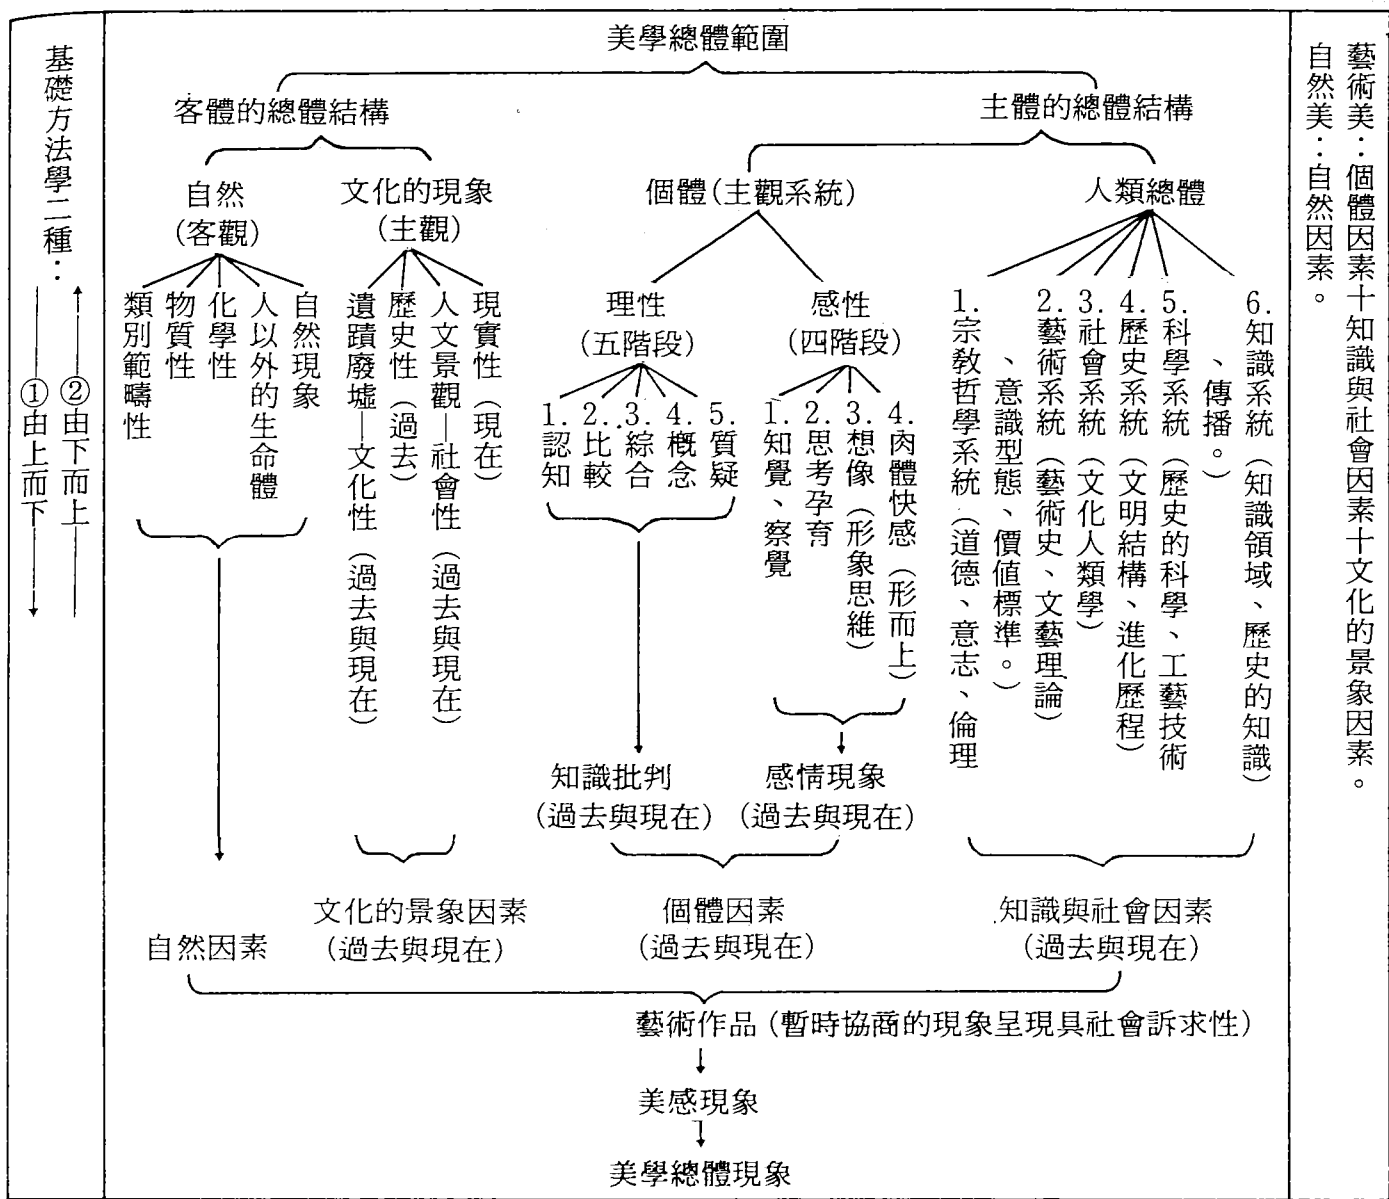 美學總體範圍
客體的總體結構
主體的總體結構
自然
(客觀)
文化的現象
(主觀)
個體(主觀系統)
人類總體
類別範疇性
物質性
化學性
人以外的生命體
自然現象
遺蹟廢墟—文化性(過去與現在)
歷史性(過去)
人文景觀—社會性(過去與現在)
現實性(現在)
理性
(五階段)
感性
(四階段)
1.認知
2.比較
3.綜合
4.概念
5.質疑
1.知覺、察覺
2.思考孕育
3.想像(形象思維)
4.肉體快感(形而上)
1.宗教哲學系統(道德、意志、倫理
、意識型態、價值標準。)
2.藝術系統(藝術史、文藝理論)
3.社會系統(文化人類學)
4.歷史系統(文明結構、進化歷程)
5.科學系統(歷史的科學、工藝技術
、傳播。)
6.知識系統(知識領域、歷史的知識)
知識批判
(過去與現在)
感情現象
(過去與現在)
自然因素
文化的景象因素
(過去與現在)
個體因素
(過去與現在)
知識與社會因素
(過去與現在)
藝術作品(暫時協商的現象呈現具社會訴求性)
美感現象
美學總體現象
藝術美:個體因素十知識與社會因素十文化的景象因素。
自然美:自然因素。
基礎方法學二種:
②由下而上
①由上而下